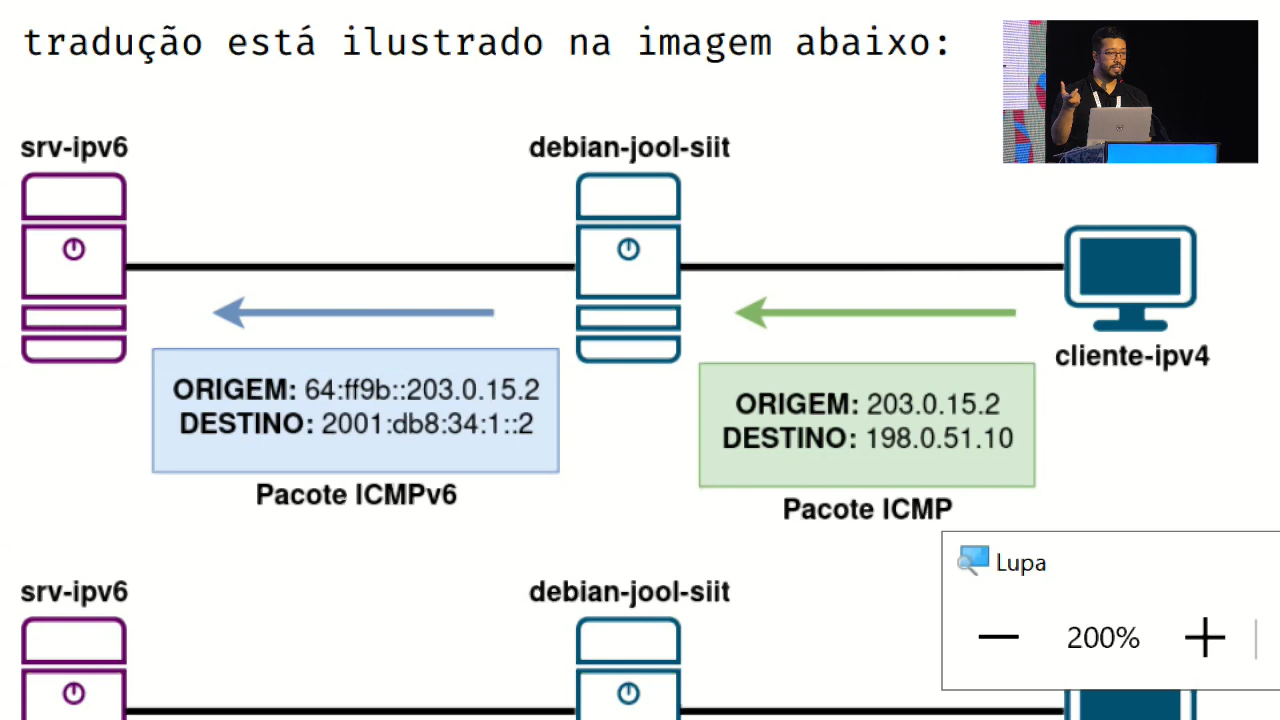 tradução está ilustrado na imagem abaixo:
srv-ipv6
debian-jool-siit
cliente-ipv4
ORIGEM: 64:ff9b::203.0.15.2
DESTINO: 2001:db8:34:1::2
Pacote ICMPv6
ORIGEM: 203.0.15.2
DESTINO: 198.0.51.10
Pacote ICMP
srv-ipv6
debian-jool-siit
Lupa
200%